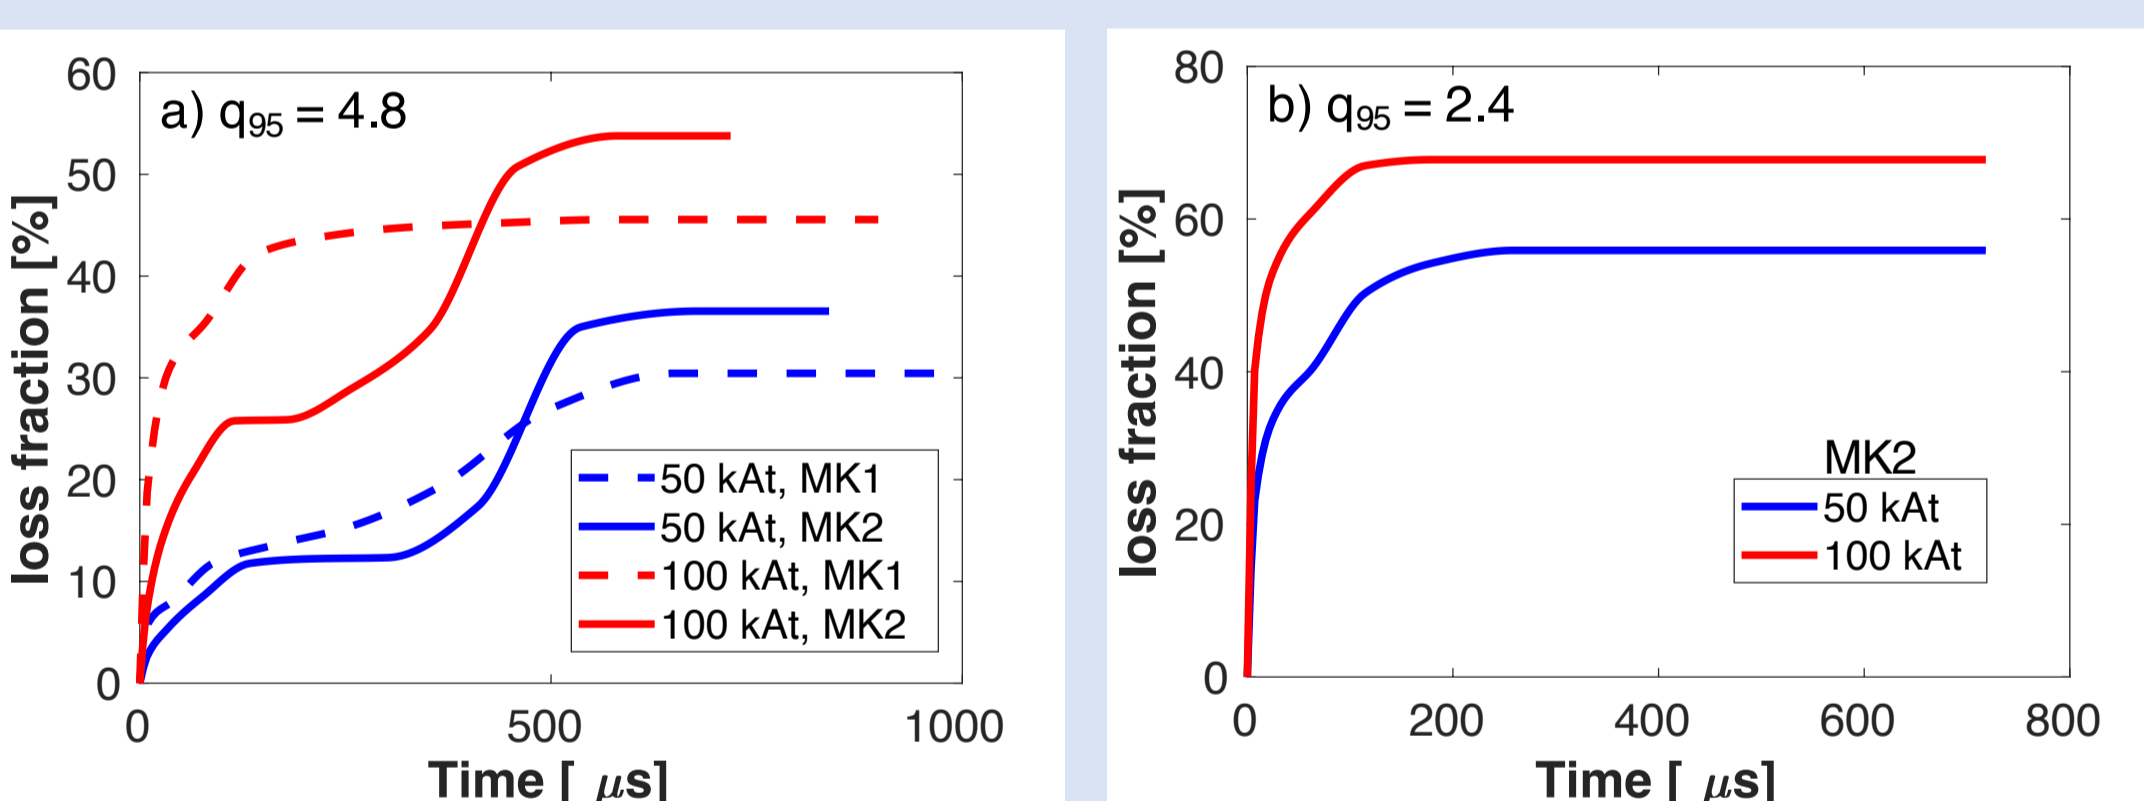 a) q95 = 4.8
loss fraction [%]
60
50
40
30
20
10
0
0 500 1000
Time [ μs]
50 kAt, MK1
50 kAt, MK2
100 kAt, MK1
100 kAt, MK2
b) q95 = 2.4
loss fraction [%]
80
60
40
20
0
0 200 400 600 800
Time [ μs]
MK2
50 kAt
100 kAt